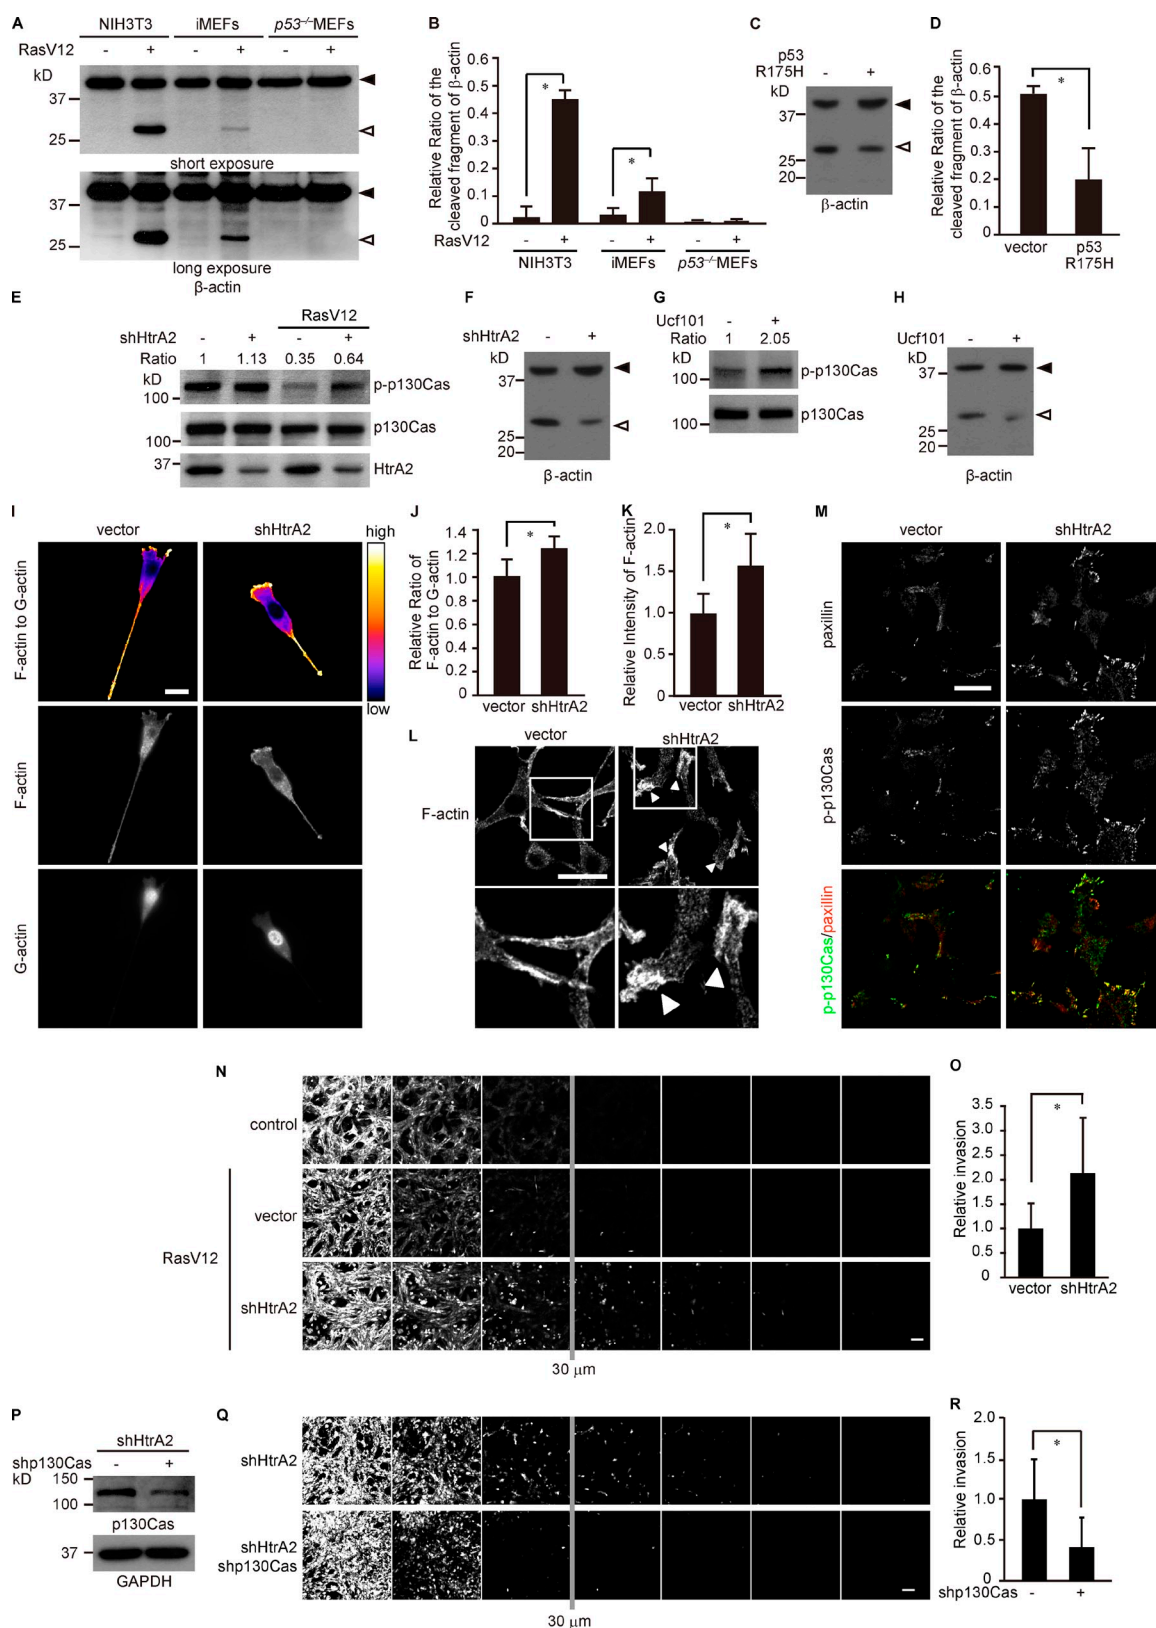 A
NIH3T3 iMEFs p53–/–MEFs
RasV12 - + - + - +
kD
37
25
short exposure
37
25
long exposure
β-actin
B
Relative Ratio of the
cleaved fragment of β-actin
0.6
0.5
0.4
0.3
0.2
0.1
0
* *
RasV12 - + - + - +
NIH3T3 iMEFs p53–/–MEFs
C
p53
R175H - +
kD
37
25
20
β-actin
D
Relative Ratio of the
cleaved fragment of β-actin
0.6
0.5
0.4
0.3
0.2
0.1
0
*
vector p53
R175H
E
RasV12
shHtrA2 - + - +
Ratio 1 1.13 0.35 0.64
kD
100
p-p130Cas
100
p130Cas
37
HtrA2
F
shHtrA2 - +
kD
37
25
20
β-actin
G
Ucf101 - +
Ratio 1 2.05
kD
100
p-p130Cas
100
p130Cas
H
Ucf101 - +
kD
37
25
20
β-actin
I
vector shHtrA2
high
low
F-actin to G-actin
F-actin
G-actin
J
Relative Ratio of
F-actin to G-actin
1.4
1.2
1.0
1.2
0.6
0.4
0.2
0
*
vector shHtrA2
K
Relative Intensity of F-actin
2.0
1.5
1.0
0.5
0
*
vector shHtrA2
L
vector shHtrA2
F-actin
M
vector shHtrA2
paxillin
p-p130Cas
p-p130Cas/paxillin
N
control
RasV12
vector
shHtrA2
30 μm
O
Relative invasion
3.5
3.0
2.5
2.0
1.5
1.0
0.5
0
*
vector shHtrA2
P
shHtrA2
shp130Cas - +
kD
150
100
p130Cas
37
GAPDH
Q
shHtrA2
shHtrA2
shp130Cas
30 μm
R
Relative invasion
2.0
1.5
1.0
0.5
0
*
shp130Cas - +